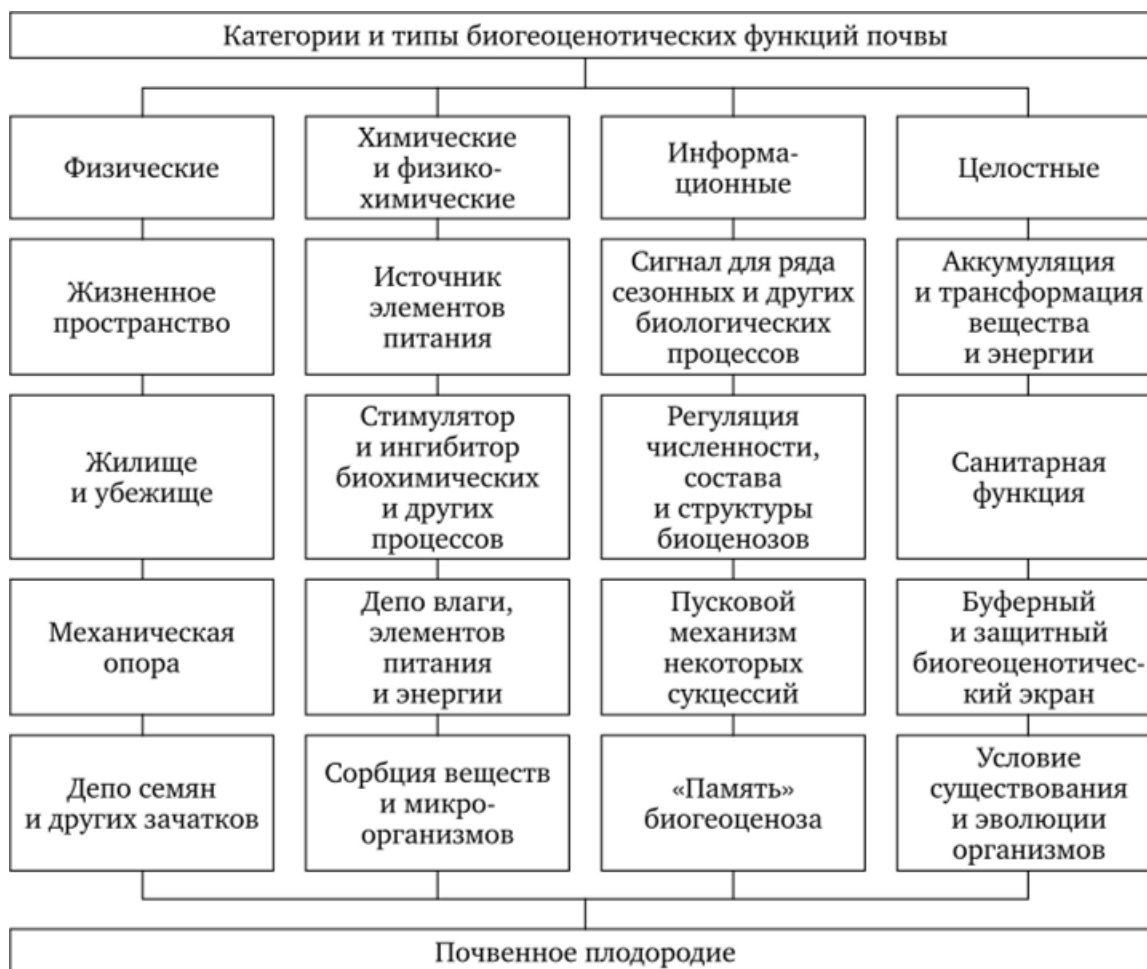 Категории и типы биогеоценотических функций почвы
Физические
Химические
и физико-
химические
Информа-
ционные
Целостные
Жизненное
пространство
Источник
элементов
питания
Сигнал для ряда
сезонных и других
биологических
процессов
Аккумуляция
и трансформация
вещества
и энергии
Жилище
и убежище
Стимулятор
и ингибитор
биохимических
и других
процессов
Регуляция
численности,
состава
и структуры
биоценозов
Санитарная
функция
Механическая
опора
Депо влаги,
элементов
питания
и энергии
Пусковой
механизм
некоторых
сукцессий
Буферный
и защитный
биогеоценотичес-
кий экран
Депо семян
и других зачатков
Сорбция веществ
и микро-
организмов
«Память»
биогеоценоза
Условие
существования
и эволюции
организмов
Почвенное плодородие